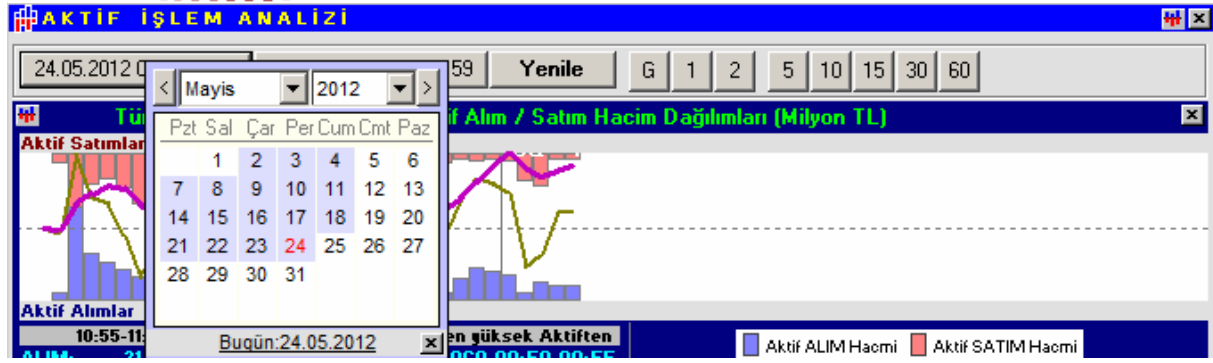 AKTİF İŞLEM ANALİZİ
24.05.2012 59 Yenile G 1 2 5 10 15 30 60
< Mayis 2012 >
Alım / Satım Hacim Dağılımları (Milyon TL)
Pzt Sal Çar Per Cum Cmt Paz
Aktif Satımlar
1 2 3 4 5 6
7 8 9 10 11 12 13
14 15 16 17 18 19 20
21 22 23 24 25 26 27
28 29 30 31
Aktif Alımlar
10:55-11: yüksek Aktiften
Bugün:24.05.2012
Aktif ALIM Hacmi Aktif SATIM Hacmi